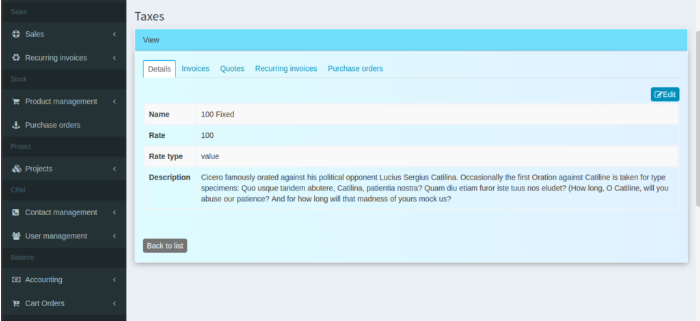 Sales
Sales
Recurring invoices
Stock
Product management
Purchase orders
Project
Projects
CRM
Contact management
User management
Balance
Accounting
Cart Orders
Taxes
View
Details Invoices Quotes Recurring invoices Purchase orders
Edit
Name 100 Fixed
Rate 100
Rate type value
Description Cicero famously orated against his political opponent Lucius Sergius Catilina. Occasionally the first Oration against Catiline is taken for type
specimens: Quo usque tandem abutere, Catilina, patientia nostra? Quam diu etiam furor iste tuus nos eludet? (How long, O Catiline, will you
abuse our patience? And for how long will that madness of yours mock us?
Back to list